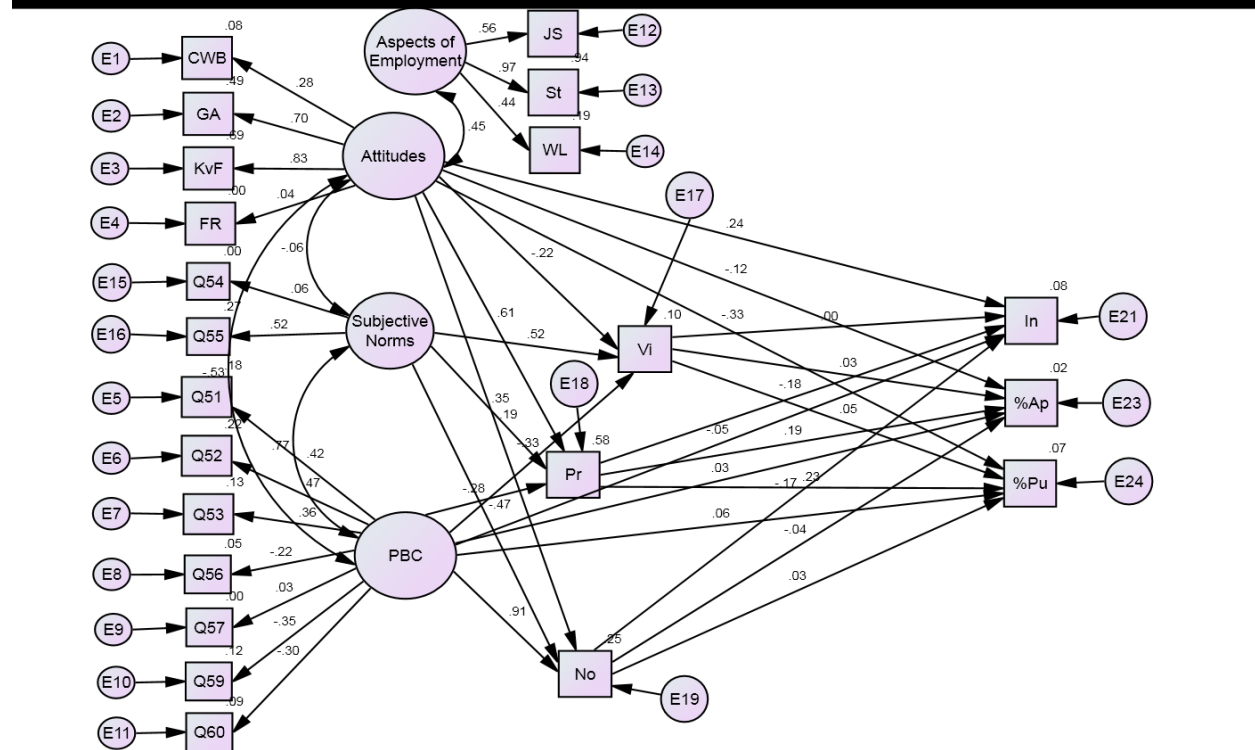 .08
Aspects of
Employment
.56
JS
E12
E1
CWB
.94
.49
.28
.97
St
E13
E2
GA
.70
.44
.19
.69
.45
WL
E14
E3
KvF
.83
Attitudes
.00
.04
E17
E4
FR
.24
.00
-.06
-.22
-.12
E15
Q54
.06
.08
.27
Subjective
Norms
.61
.10
-.33
.00
In
E21
E16
Q55
.52
.52
Vi
.03
.02
-.53
.18
E18
-.18
E5
Q51
.35
.05
%Ap
E23
.22
.19
-.05
.19
.77
.42
-.33
.58
.07
E6
Q52
Pr
.03
.13
.47
-.28
-.17
.23
%Pu
E24
E7
Q53
.36
-.47
.06
.05
-.22
PBC
-.04
E8
Q56
.03
.03
.00
-.35
.91
E9
Q57
.25
.12
-.30
No
E10
Q59
E19
.09
E11
Q60